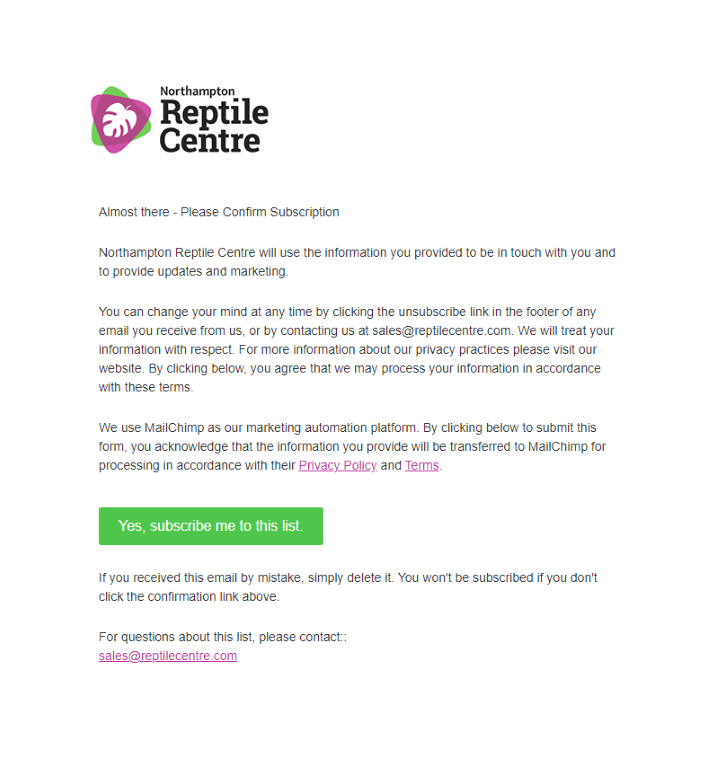 Northampton
Reptile
Centre
Almost there - Please Confirm Subscription
Northampton Reptile Centre will use the information you provided to be in touch with you and
to provide updates and marketing.
You can change your mind at any time by clicking the unsubscribe link in the footer of any
email you receive from us, or by contacting us at sales@reptilecentre.com. We will treat your
information with respect. For more information about our privacy practices please visit our
website. By clicking below, you agree that we may process your information in accordance
with these terms.
We use MailChimp as our marketing automation platform. By clicking below to submit this
form, you acknowledge that the information you provide will be transferred to MailChimp for
processing in accordance with their Privacy Policy and Terms.
Yes, subscribe me to this list.
If you received this email by mistake, simply delete it. You won't be subscribed if you don't
click the confirmation link above.
For questions about this list, please contact::
sales@reptilecentre.com